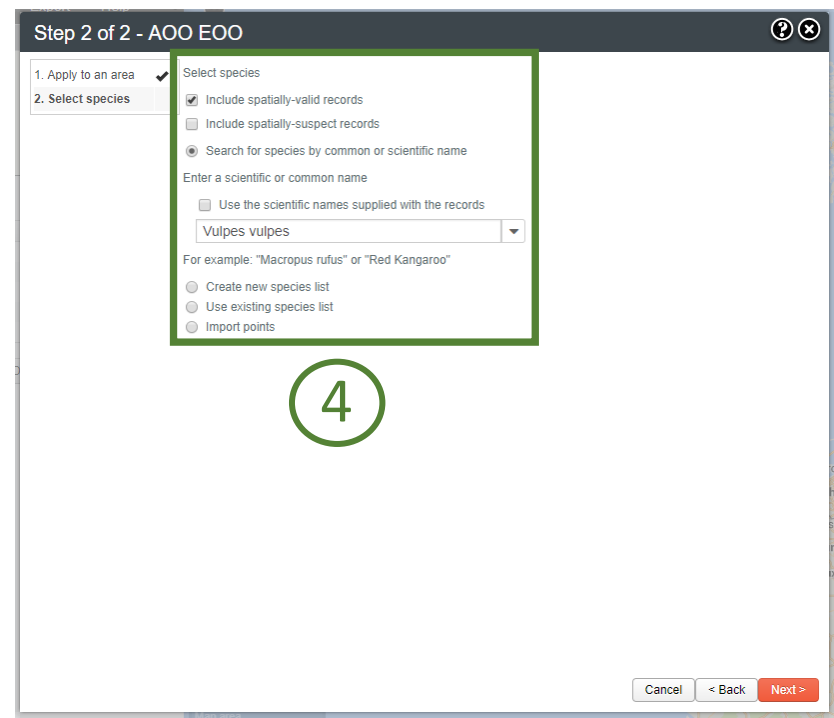 Step 2 of 2 - AOO EOO
1. Apply to an area
2. Select species
Select species
Include spatially-valid records
Include spatially-suspect records
Search for species by common or scientific name
Enter a scientific or common name
Use the scientific names supplied with the records
Vulpes vulpes
For example: "Macropus rufus" or "Red Kangaroo"
Create new species list
Use existing species list
Import points
4
Cancel
< Back
Next >